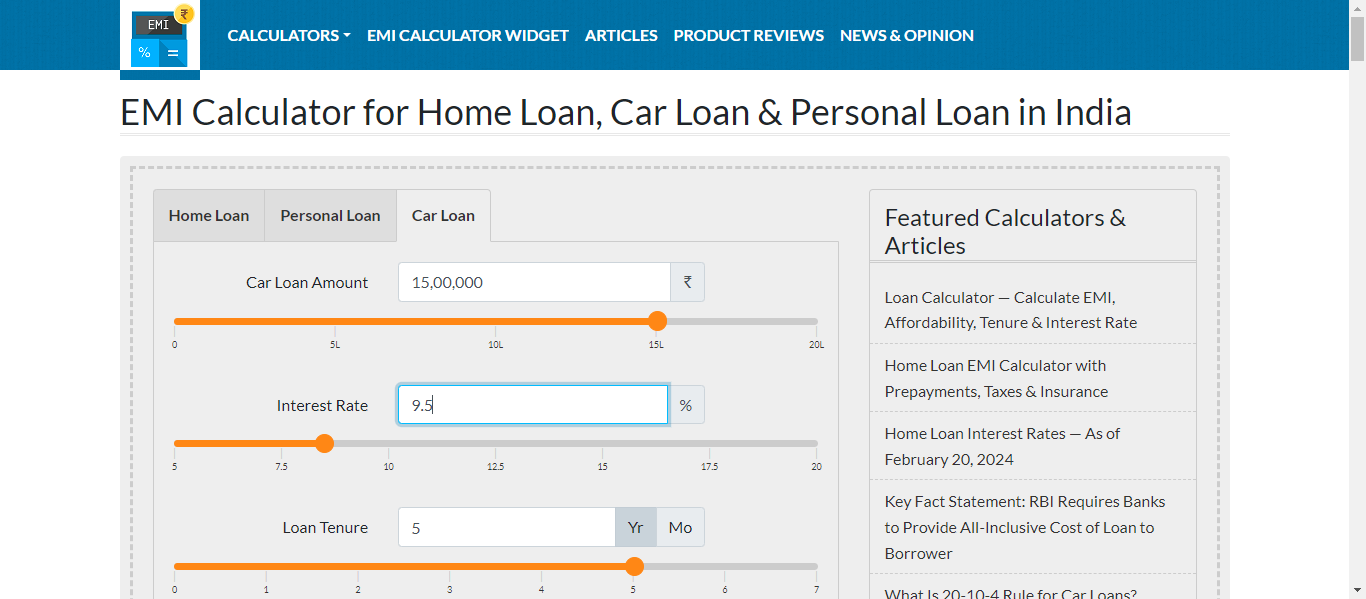 EMI
₹
%
=
CALCULATORS
EMI CALCULATOR WIDGET
ARTICLES
PRODUCT REVIEWS
NEWS & OPINION
EMI Calculator for Home Loan, Car Loan & Personal Loan in India
Home Loan
Personal Loan
Car Loan
Car Loan Amount
15,00,000
₹
0
5L
10L
15L
20L
Interest Rate
9.5
%
5
7.5
10
12.5
15
17.5
20
Loan Tenure
5
Yr
Mo
0
1
2
3
4
5
6
7
Featured Calculators &
Articles
Loan Calculator — Calculate EMI,
Affordability, Tenure & Interest Rate
Home Loan EMI Calculator with
Prepayments, Taxes & Insurance
Home Loan Interest Rates — As of
February 20, 2024
Key Fact Statement: RBI Requires Banks
to Provide All-Inclusive Cost of Loan to
Borrower
What Is 20-10-4 Rule for Car Loans?